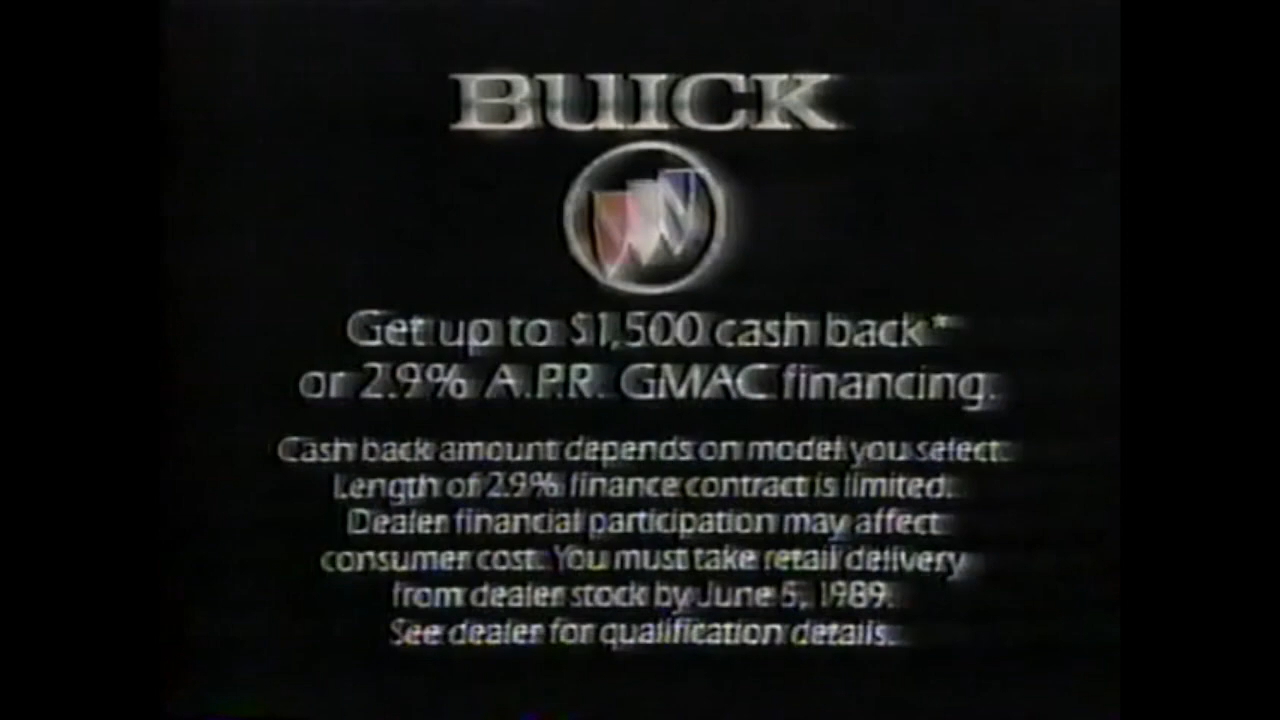 BUICK
Get up to $1,500 cash back*
or 2.9% A.P.R. GMAC financing.
Cash back amount depends on model you select.
Length of 2.9% finance contract is limited.
Dealer financial participation may affect
consumer cost. You must take retail delivery
from dealer stock by June 5, 1989.
See dealer for qualification details.